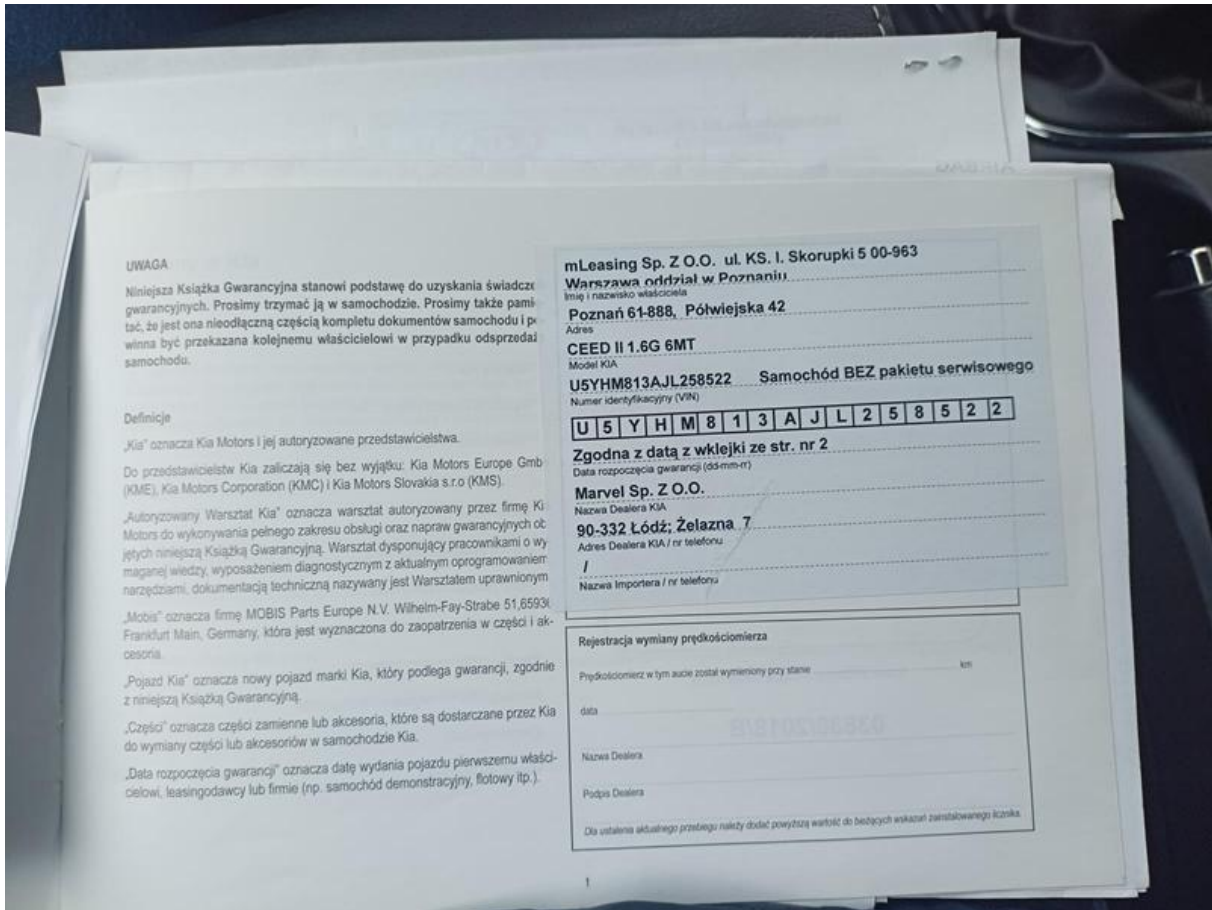 UWAGA
Niniejsza Książka Gwarancyjna stanowi podstawę do uzyskania świadcze
gwarancyjnych. Prosimy trzymać ją w samochodzie. Prosimy także pami
tać, że jest ona nieodłączną częścią kompletu dokumentów samochodu i po
winna być przekazana kolejnemu właścicielowi w przypadku odsprzedaż
samochodu.
Definicje
„Kia” oznacza Kia Motors i jej autoryzowane przedstawicielstwa.
Do przedstawicielstw Kia zaliczają się bez wyjątku: Kia Motors Europe Gmb
(KME), Kia Motors Corporation (KMC) i Kia Motors Slovakia s.r.o (KMS).
„Autoryzowany Warsztat Kia” oznacza warsztat autoryzowany przez firmę Ki
Motors do wykonywania pełnego zakresu obsługi oraz napraw gwarancyjnych ob
jętych niniejszą Książką Gwarancyjną. Warsztat dysponujący pracownikami o wy
maganej wiedzy, wyposażeniem diagnostycznym z aktualnym oprogramowaniem
narzędziami, dokumentacją techniczną nazywany jest Warsztatem uprawnionym
„Mobis” oznacza firmę MOBIS Parts Europe N.V. Wilhelm-Fay-Strabe 51,6593
Frankfurt Main, Germany, która jest wyznaczona do zaopatrzenia w części i ak-
cesoria.
„Pojazd Kia” oznacza nowy pojazd marki Kia, który podlega gwarancji, zgodnie
z niniejszą Książką Gwarancyjną.
„Części” oznacza części zamienne lub akcesoria, które są dostarczane przez Kia
do wymiany części lub akcesoriów w samochodzie Kia.
„Data rozpoczęcia gwarancji” oznacza datę wydania pojazdu pierwszemu właści-
cielowi, leasingodawcy lub firmie (np. samochód demonstracyjny, flotowy itp.).
mLeasing Sp. Z O.O. ul. KS. I. Skorupki 5 00-963
Warszawa oddział w Poznaniu
Imię i nazwisko właściciela
Poznań 61-888, Półwiejska 42
Adres
CEED II 1.6G 6MT
Model KIA
U5YHM813AJL258522 Samochód BEZ pakietu serwisowego
Numer identyfikacyjny (VIN)
U5YHM813AJL258522
Zgodna z datą z wklejki ze str. nr 2
Data rozpoczęcia gwarancji (dd-mm-rr)
Marvel Sp. Z O.O.
Nazwa Dealera KIA
90-332 Łódź; Żelazna 7
Adres Dealera KIA / nr telefonu
/
Nazwa Importera / nr telefonu
Rejestracja wymiany prędkościomierza
Prędkościomierz w tym aucie został wymieniony przy stanie km
data
Nazwa Dealera
Podpis Dealera
Dla ustalenia aktualnego przebiegu należy dodać powyższą wartość do bieżących wskazań zainstalowanego licznika.
1